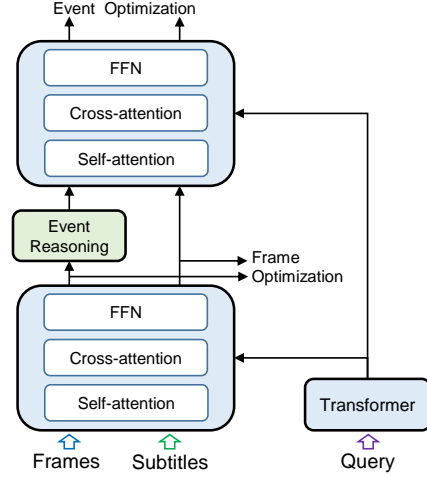 Event Optimization
FFN
Cross-attention
Self-attention
Event
Reasoning
Frame
Optimization
FFN
Cross-attention
Self-attention
Transformer
Frames Subtitles Query